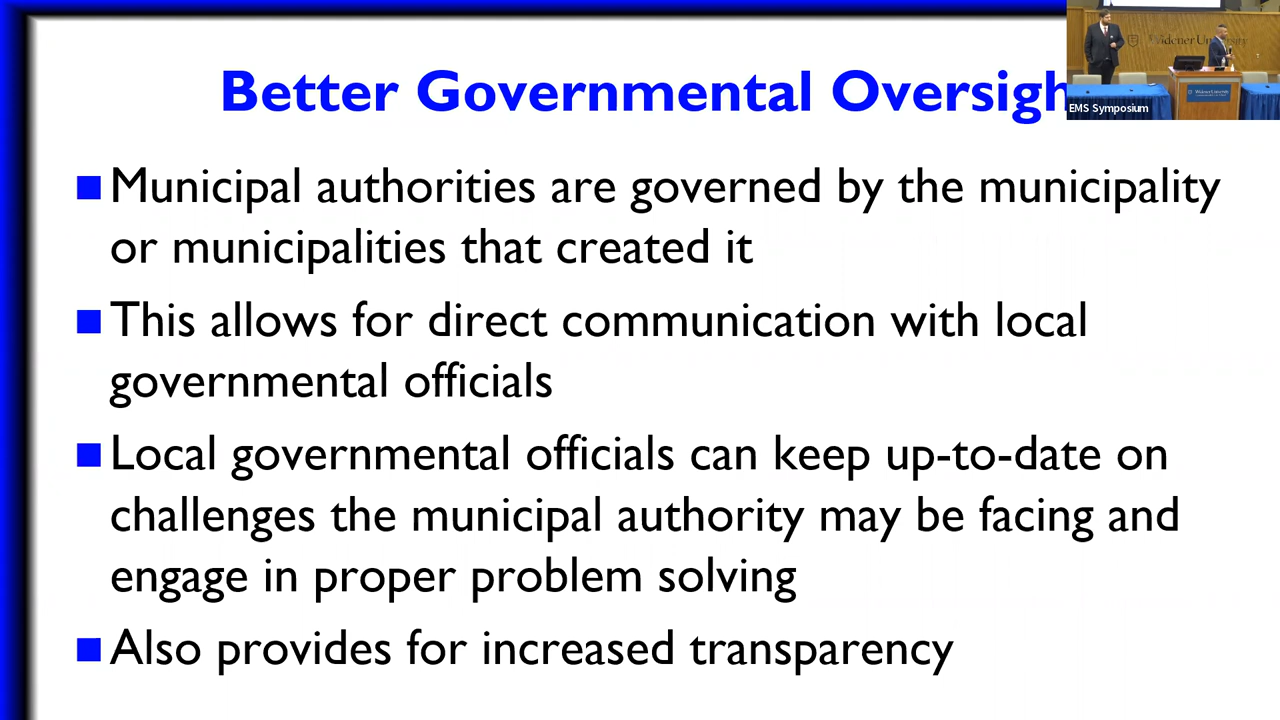 Better Governmental Oversigh
Widener University
EMS Symposium
Municipal authorities are governed by the municipality
or municipalities that created it
This allows for direct communication with local
governmental officials
Local governmental officials can keep up-to-date on
challenges the municipal authority may be facing and
engage in proper problem solving
Also provides for increased transparency